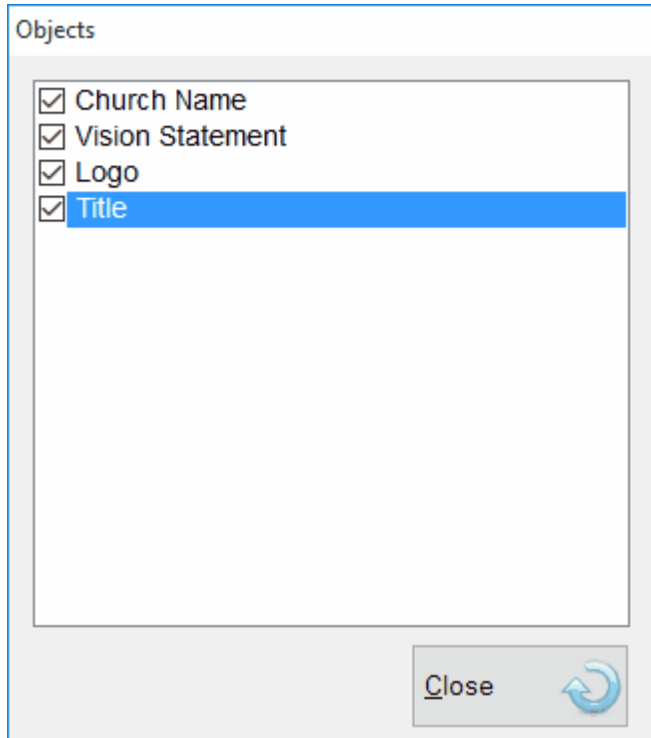 Objects
Church Name
Vision Statement
Logo
Title
Close